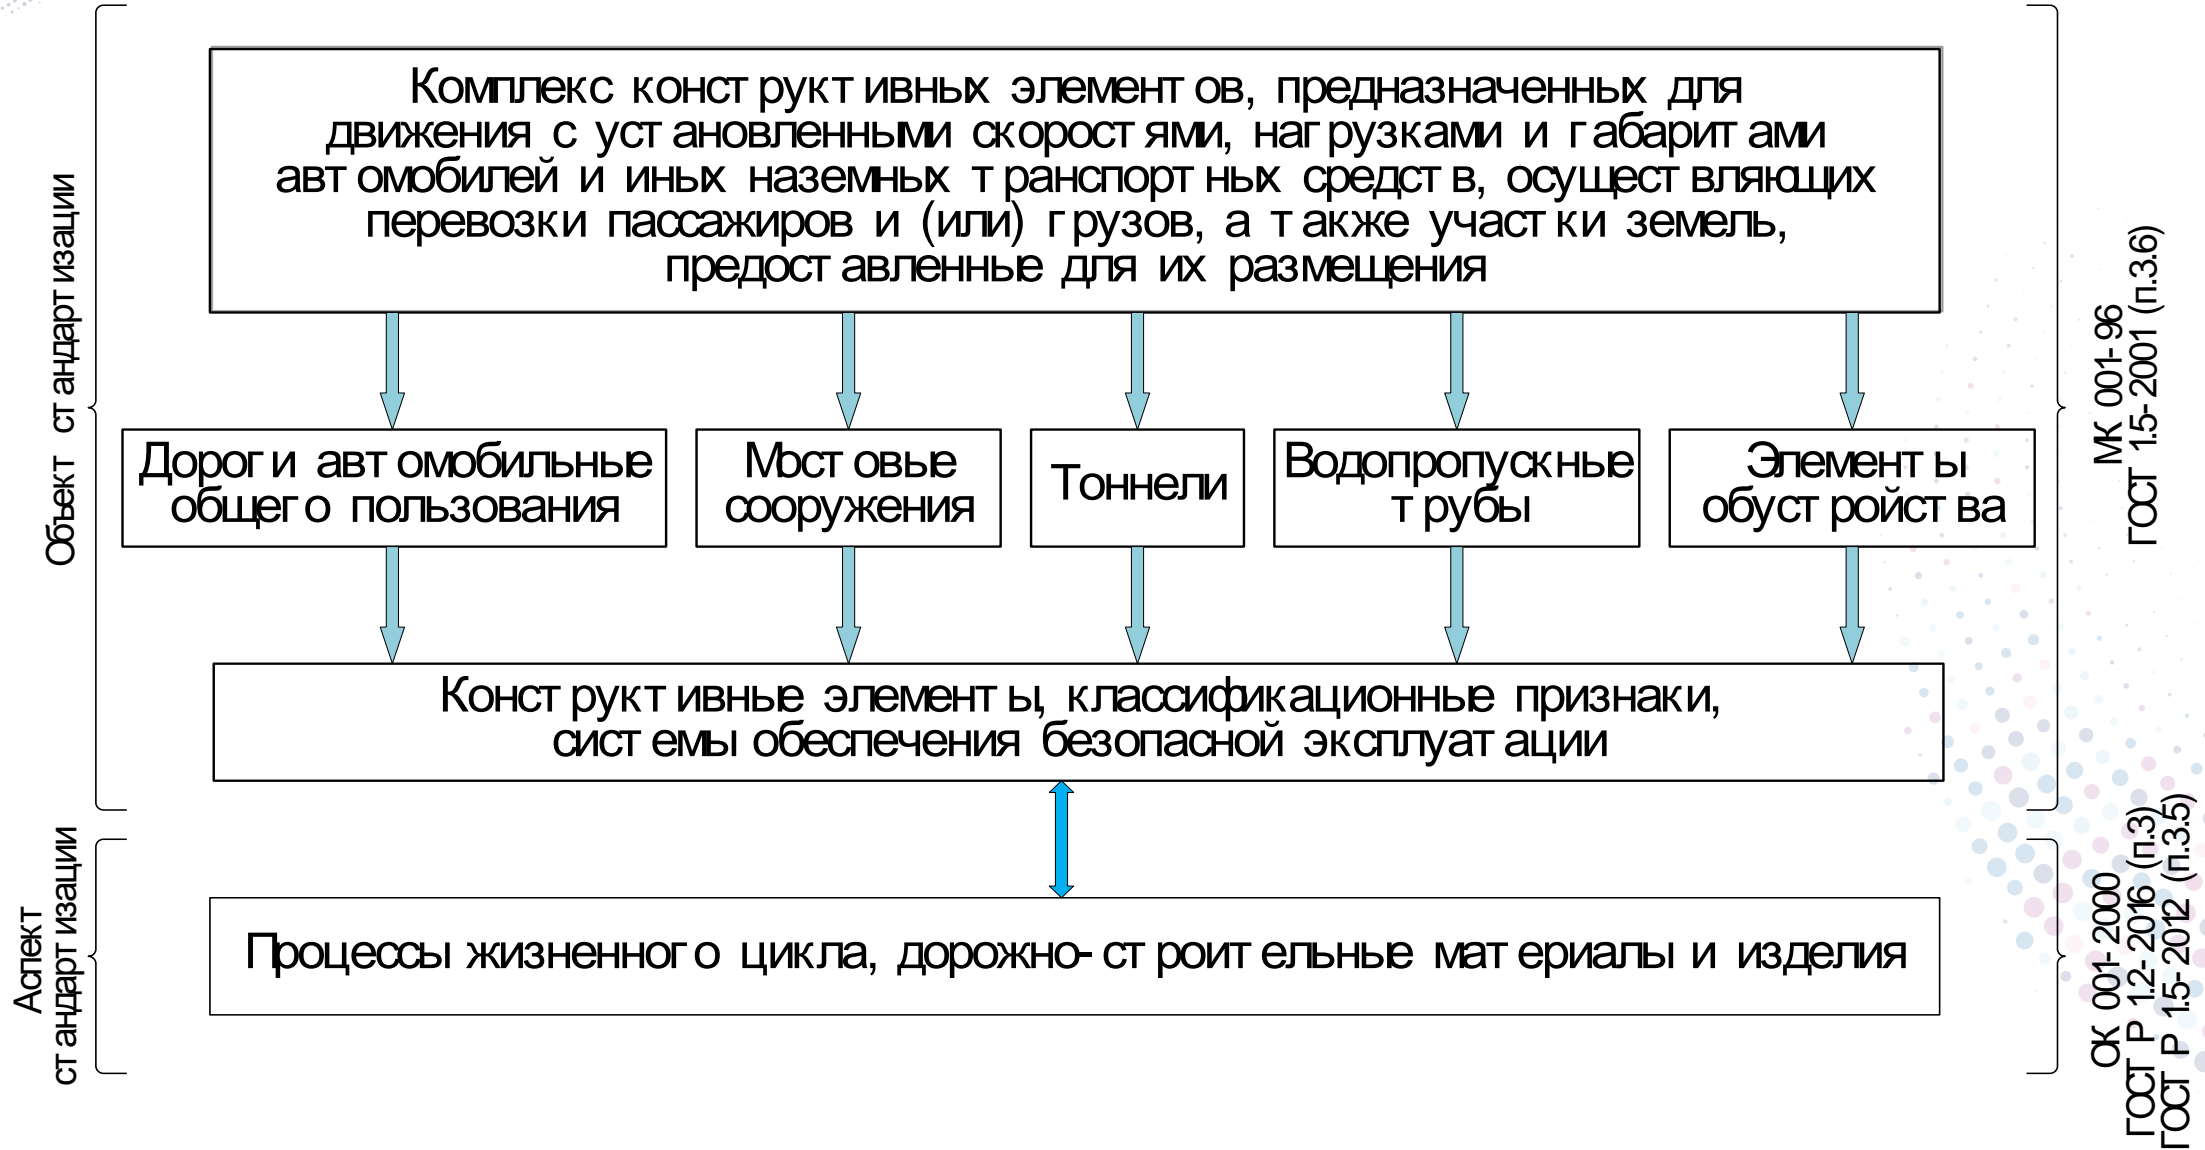 Объект стандартизации
Комплекс конструктивных элементов, предназначенных для
движения с установленными скоростями, нагрузками и габаритами
автомобилей и иных наземных транспортных средств, осуществляющих
перевозки пассажиров и (или) грузов, а также участки земель,
предоставленные для их размещения
Дороги автомобильные
общего пользования
Мостовые
сооружения
Тоннели
Водопропускные
трубы
Элементы
обустройства
Конструктивные элементы, классификационные признаки,
системы обеспечения безопасной эксплуатации
МК 001-96
ГОСТ 1.5-2001 (п.3.6)
Аспект
стандартизации
Процессы жизненного цикла, дорожно-строительные материалы и изделия
ОК 001-2000
ГОСТ Р 1.2-2016 (п.3)
ГОСТ Р 1.5-2012 (п.3.5)